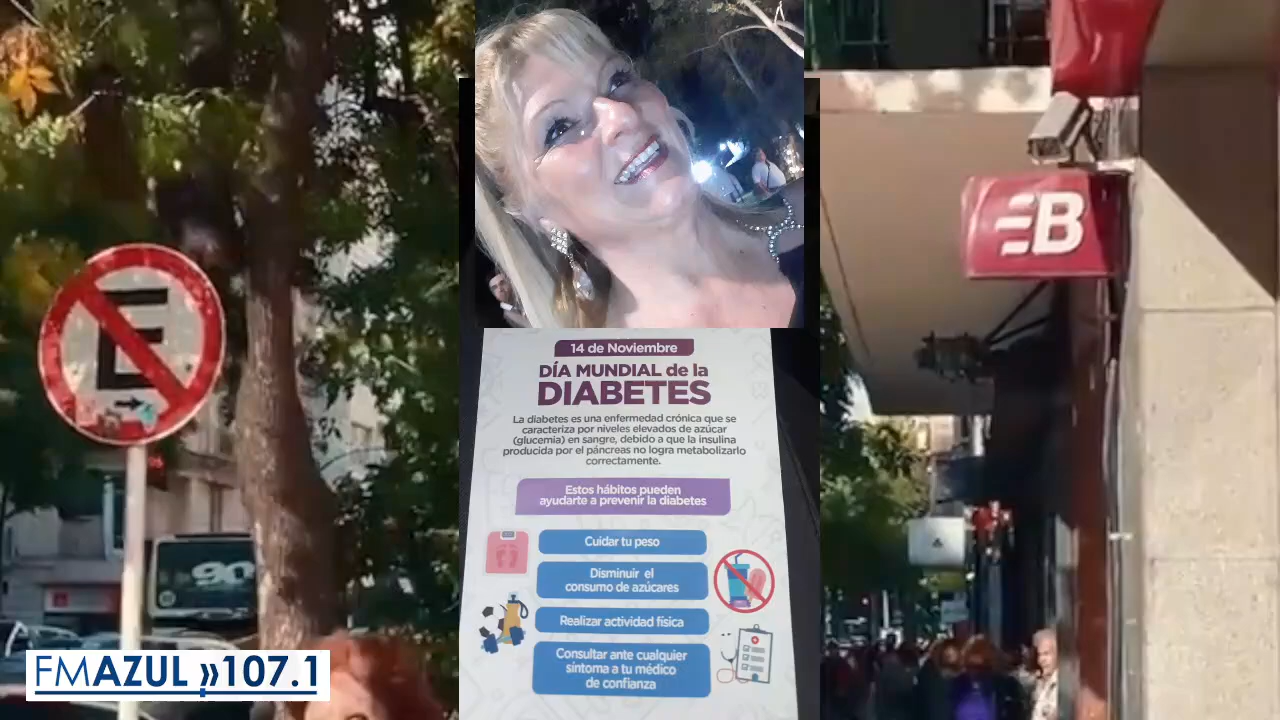 E
90
FM AZUL »107.1
14 de Noviembre
DÍA MUNDIAL de la
DIABETES
La diabetes es una enfermedad crónica que se
caracteriza por niveles elevados de azúcar
(glucemia) en sangre, debido a que la insulina
producida por el páncreas no logra metabolizarlo
correctamente.
Estos hábitos pueden
ayudarte a prevenir la diabetes
Cuidar tu peso
Disminuir el
consumo de azúcares
Realizar actividad física
Consultar ante cualquier
síntoma a tu médico
de confianza
B